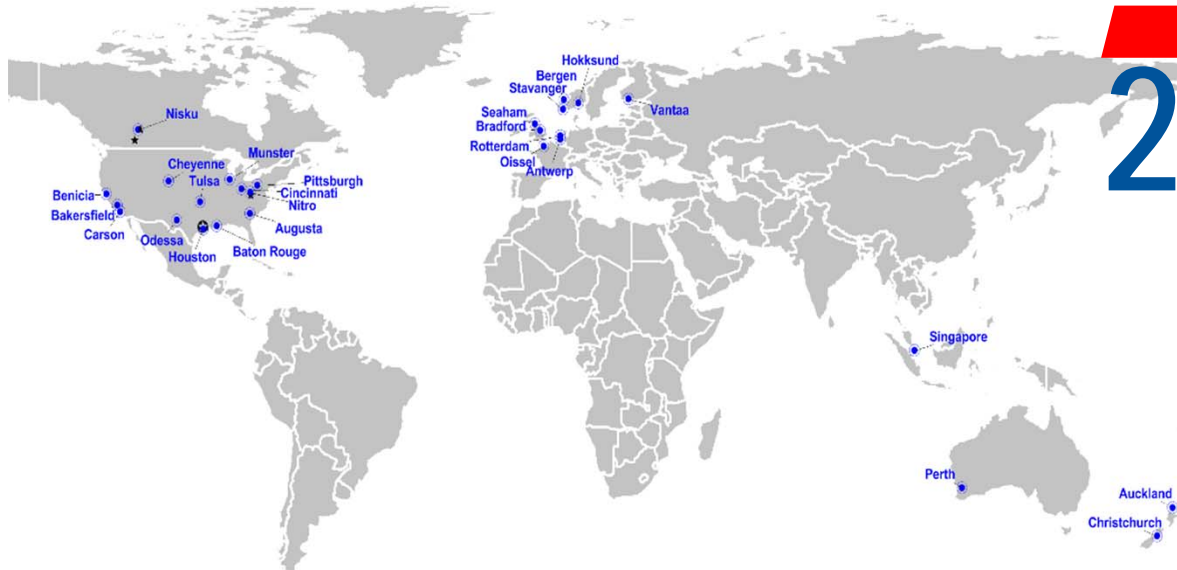 2
Hokksund
Bergen
Stavanger
Vantaa
Seaham
Bradford
Rotterdam
Oissel
Antwerp
Nisku
Munster
Cheyenne
Tulsa
Pittsburgh
Cincinnati
Nitro
Benicia
Bakersfield
Carson
Augusta
Odessa
Baton Rouge
Houston
Singapore
Perth
Auckland
Christchurch